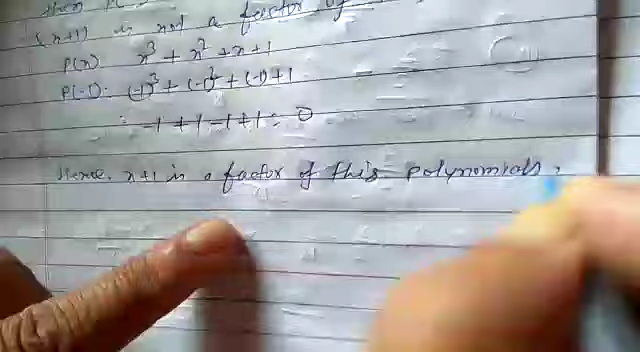 (x+1) is not a factor of
P(x) x³ + x² + x + 1
P(-1). (-1)³ + (-1)² + (-1) + 1
: -1 + 1 - 1 + 1 = 0
Hence, x+1 is a factor of this polynomials.